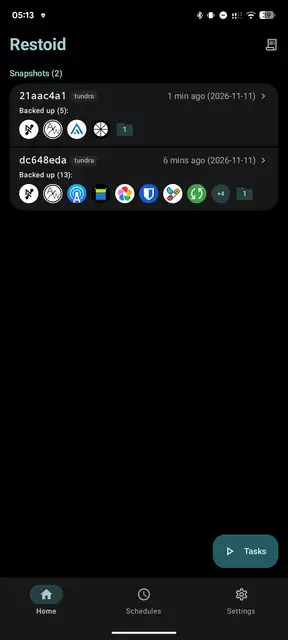 05:13
39
Restoid
Snapshots (2)
21aac4a1 tundra 1 min ago (2026-11-11)
Backed up (5):
1
dc648eda tundra 6 mins ago (2026-11-11)
Backed up (13):
+4 1
Tasks
Home Schedules Settings